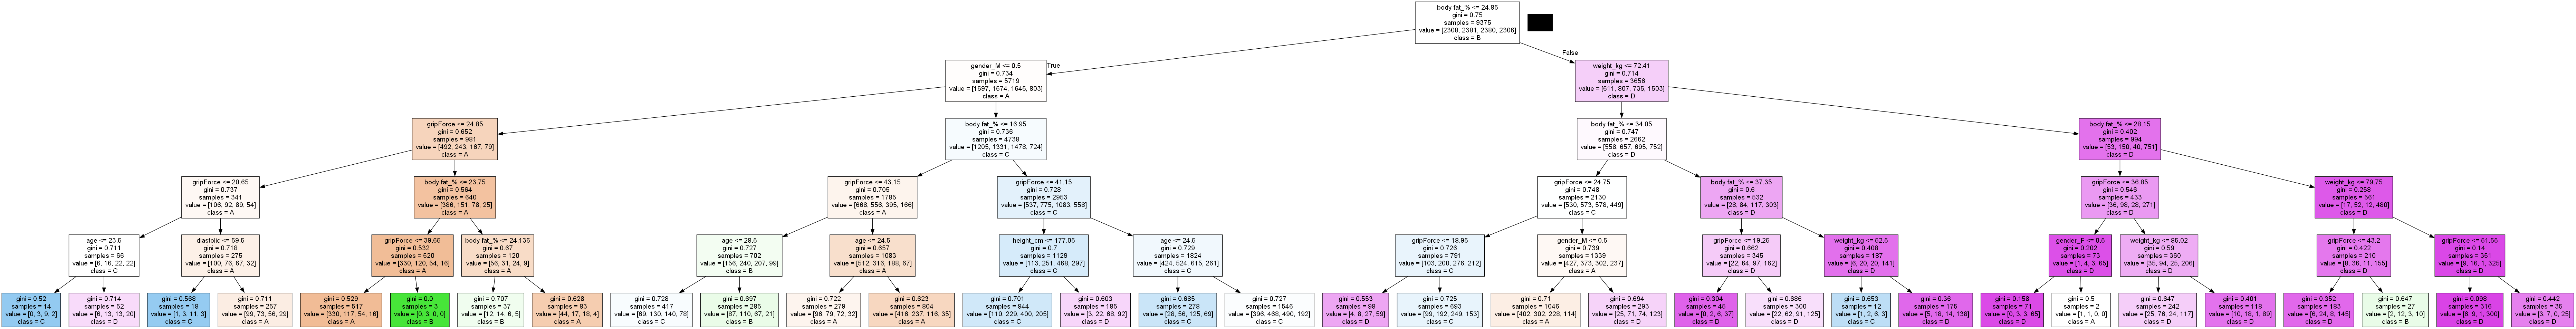 body fat_% <= 24.85
gini = 0.75
samples = 9375
value = [2308, 2381, 2380, 2306]
class = B
True
False
gender_M <= 0.5
gini = 0.734
samples = 5719
value = [1697, 1574, 1645, 803]
class = A
weight_kg <= 72.41
gini = 0.714
samples = 3656
value = [611, 807, 735, 1503]
class = D
gripForce <= 24.85
gini = 0.652
samples = 981
value = [492, 243, 167, 79]
class = A
body fat_% <= 16.95
gini = 0.736
samples = 4738
value = [1205, 1331, 1478, 724]
class = C
body fat_% <= 34.05
gini = 0.747
samples = 2662
value = [558, 657, 695, 752]
class = D
body fat_% <= 28.15
gini = 0.402
samples = 994
value = [53, 150, 40, 751]
class = D
gripForce <= 20.65
gini = 0.737
samples = 341
value = [106, 92, 89, 54]
class = A
body fat_% <= 23.75
gini = 0.564
samples = 640
value = [386, 151, 78, 25]
class = A
gripForce <= 43.15
gini = 0.705
samples = 1785
value = [668, 556, 395, 166]
class = A
gripForce <= 41.15
gini = 0.728
samples = 2953
value = [537, 775, 1083, 558]
class = C
gripForce <= 24.75
gini = 0.748
samples = 2130
value = [530, 573, 578, 449]
class = C
body fat_% <= 37.35
gini = 0.6
samples = 532
value = [28, 84, 117, 303]
class = D
gripForce <= 36.85
gini = 0.546
samples = 433
value = [36, 98, 28, 271]
class = D
weight_kg <= 79.75
gini = 0.258
samples = 561
value = [17, 52, 12, 480]
class = D
age <= 23.5
gini = 0.711
samples = 66
value = [6, 16, 22, 22]
class = C
diastolic <= 59.5
gini = 0.718
samples = 275
value = [100, 76, 67, 32]
class = A
gripForce <= 39.65
gini = 0.532
samples = 520
value = [330, 120, 54, 16]
class = A
body fat_% <= 24.136
gini = 0.67
samples = 120
value = [56, 31, 24, 9]
class = A
age <= 28.5
gini = 0.727
samples = 702
value = [156, 240, 207, 99]
class = B
age <= 24.5
gini = 0.657
samples = 1083
value = [512, 316, 188, 67]
class = A
height_cm <= 177.05
gini = 0.7
samples = 1129
value = [113, 251, 468, 297]
class = C
age <= 24.5
gini = 0.729
samples = 1824
value = [424, 524, 615, 261]
class = C
gripForce <= 18.95
gini = 0.726
samples = 791
value = [103, 200, 276, 212]
class = C
gender_M <= 0.5
gini = 0.739
samples = 1339
value = [427, 373, 302, 237]
class = A
gripForce <= 19.25
gini = 0.662
samples = 345
value = [22, 64, 97, 162]
class = D
weight_kg <= 52.5
gini = 0.408
samples = 187
value = [6, 20, 20, 141]
class = D
gender_F <= 0.5
gini = 0.202
samples = 73
value = [1, 4, 3, 65]
class = D
weight_kg <= 85.02
gini = 0.59
samples = 360
value = [35, 94, 25, 206]
class = D
gripForce <= 43.2
gini = 0.422
samples = 210
value = [8, 36, 11, 155]
class = D
gripForce <= 51.55
gini = 0.14
samples = 351
value = [9, 16, 1, 325]
class = D
gini = 0.52
samples = 14
value = [0, 3, 9, 2]
class = C
gini = 0.714
samples = 52
value = [6, 13, 13, 20]
class = D
gini = 0.568
samples = 18
value = [1, 3, 11, 3]
class = C
gini = 0.711
samples = 257
value = [99, 73, 56, 29]
class = A
gini = 0.529
samples = 517
value = [330, 117, 54, 16]
class = A
gini = 0.0
samples = 3
value = [0, 3, 0, 0]
class = B
gini = 0.707
samples = 37
value = [12, 14, 6, 5]
class = B
gini = 0.628
samples = 83
value = [44, 17, 18, 4]
class = A
gini = 0.728
samples = 417
value = [69, 130, 140, 78]
class = C
gini = 0.697
samples = 285
value = [87, 110, 67, 21]
class = B
gini = 0.722
samples = 279
value = [96, 79, 72, 32]
class = A
gini = 0.623
samples = 804
value = [416, 237, 116, 35]
class = A
gini = 0.701
samples = 944
value = [110, 229, 400, 205]
class = C
gini = 0.603
samples = 185
value = [3, 22, 68, 92]
class = D
gini = 0.685
samples = 278
value = [28, 56, 125, 69]
class = C
gini = 0.727
samples = 1546
value = [396, 468, 490, 192]
class = C
gini = 0.553
samples = 98
value = [4, 8, 27, 59]
class = D
gini = 0.725
samples = 693
value = [99, 192, 249, 153]
class = C
gini = 0.71
samples = 1046
value = [402, 302, 228, 114]
class = A
gini = 0.694
samples = 293
value = [25, 71, 74, 123]
class = D
gini = 0.304
samples = 45
value = [0, 2, 6, 37]
class = D
gini = 0.686
samples = 300
value = [22, 62, 91, 125]
class = D
gini = 0.653
samples = 12
value = [1, 2, 6, 3]
class = C
gini = 0.36
samples = 175
value = [5, 18, 14, 138]
class = D
gini = 0.158
samples = 71
value = [0, 3, 3, 65]
class = D
gini = 0.5
samples = 2
value = [1, 1, 0, 0]
class = A
gini = 0.647
samples = 242
value = [25, 76, 24, 117]
class = D
gini = 0.401
samples = 118
value = [10, 18, 1, 89]
class = D
gini = 0.352
samples = 183
value = [6, 24, 8, 145]
class = D
gini = 0.647
samples = 27
value = [2, 12, 3, 10]
class = B
gini = 0.098
samples = 316
value = [6, 9, 1, 300]
class = D
gini = 0.442
samples = 35
value = [3, 7, 0, 25]
class = D